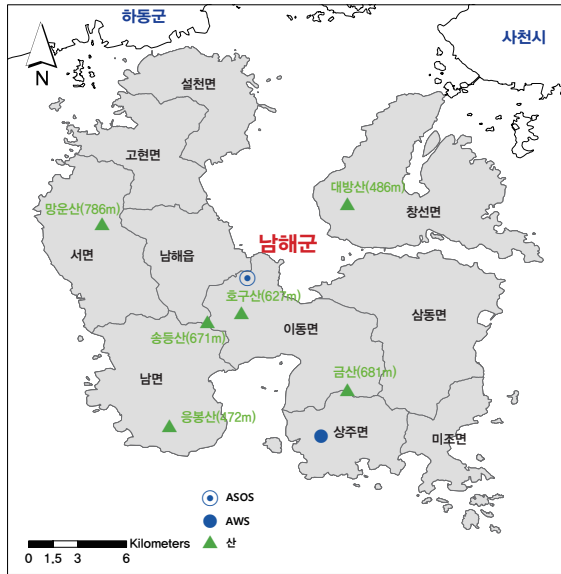 하동군
사천시
N
설천면
고현면
대방산(486m)
망운산(786m)
창선면
서면
남해읍
남해군
호구산(627m)
이동면
삼동면
송등산(671m)
남면
금산(681m)
응봉산(472m)
상주면
미조면
ASOS
AWS
산
Kilometers
0 1.5 3 6